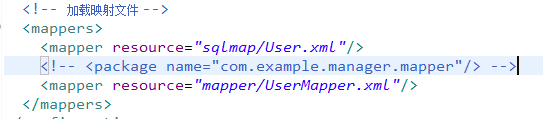 <!-- 加载映射文件 -->
<mappers>
<mapper resource="sqlmap/User.xml"/>
<!-- <package name="com.example.manager.mapper"/> -->
<mapper resource="mapper/UserMapper.xml"/>
</mappers>